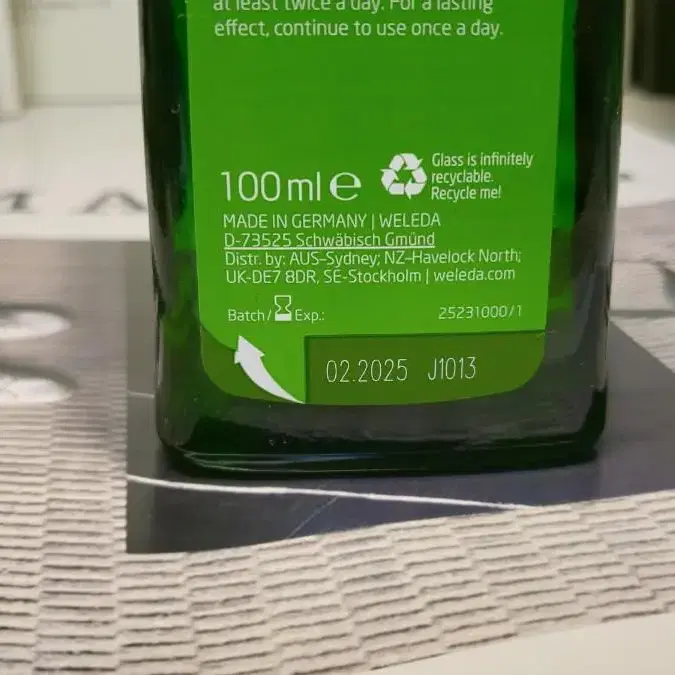 at least twice a day. For a lasting
effect, continue to use once a day.
100 ml e
Glass is infinitely
recyclable.
Recycle me!
MADE IN GERMANY | WELEDA
D-73525 Schwäbisch Gmünd
Distr. by: AUS–Sydney; NZ–Havelock North;
UK-DE7 8DR, SE-Stockholm | weleda.com
Batch/ Exp.: 25231000/1
02.2025 J1013